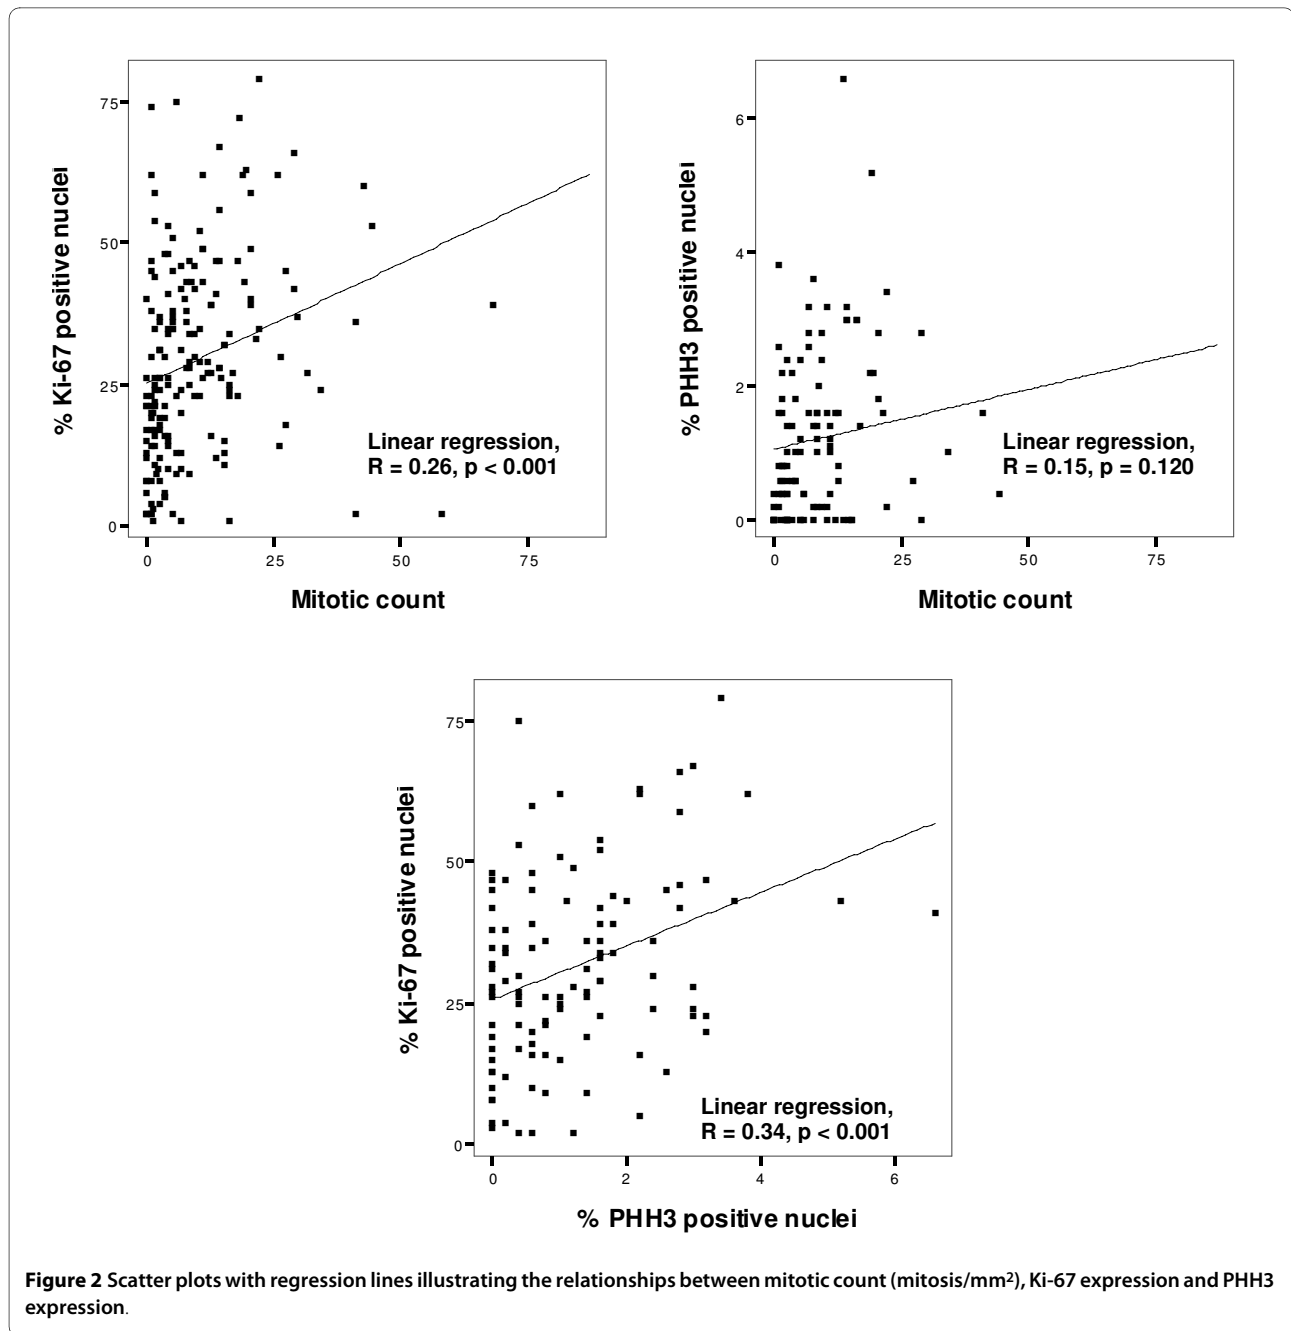 75
50
25
0
% Ki-67 positive nuclei
0 25 50 75
Mitotic count
Linear regression,
R = 0.26, p < 0.001
6
4
2
0
% PHH3 positive nuclei
0 25 50 75
Mitotic count
Linear regression,
R = 0.15, p = 0.120
75
50
25
0
% Ki-67 positive nuclei
0 2 4 6
% PHH3 positive nuclei
Linear regression,
R = 0.34, p < 0.001
Figure 2 Scatter plots with regression lines illustrating the relationships between mitotic count (mitosis/mm²), Ki-67 expression and PHH3
expression.